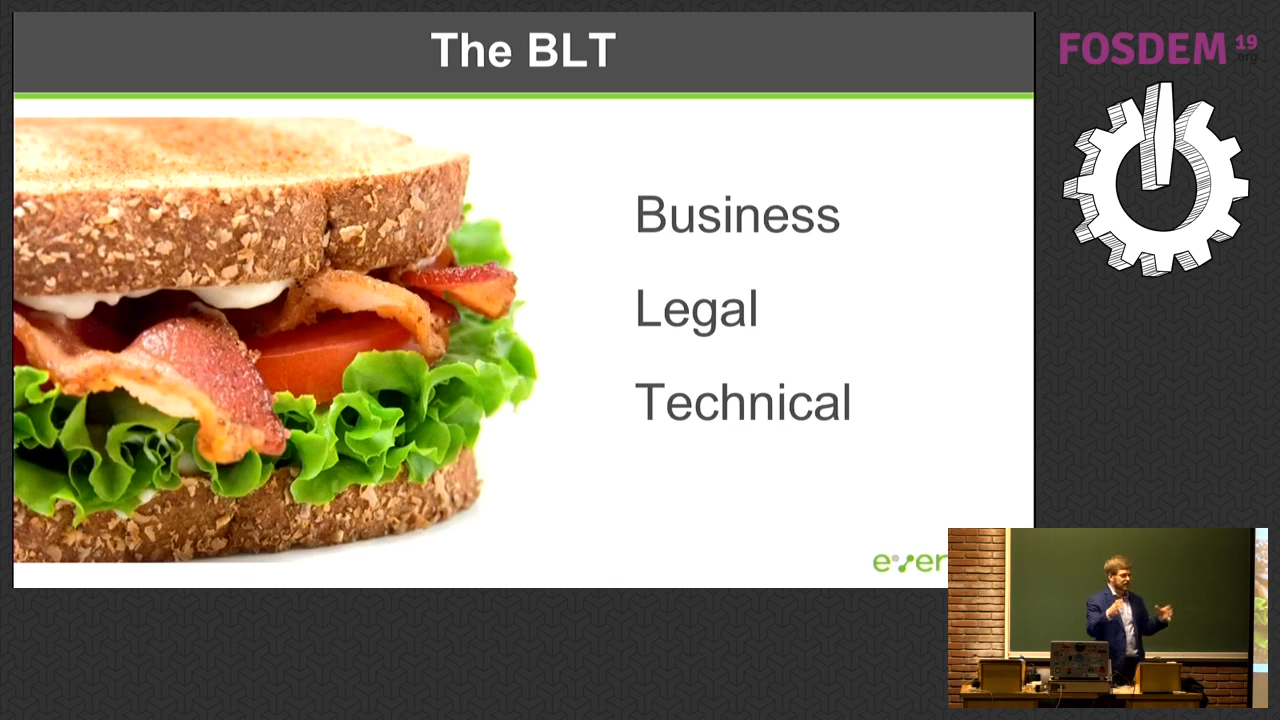 The BLT
FOSDEM 19
.org
Business
Legal
Technical